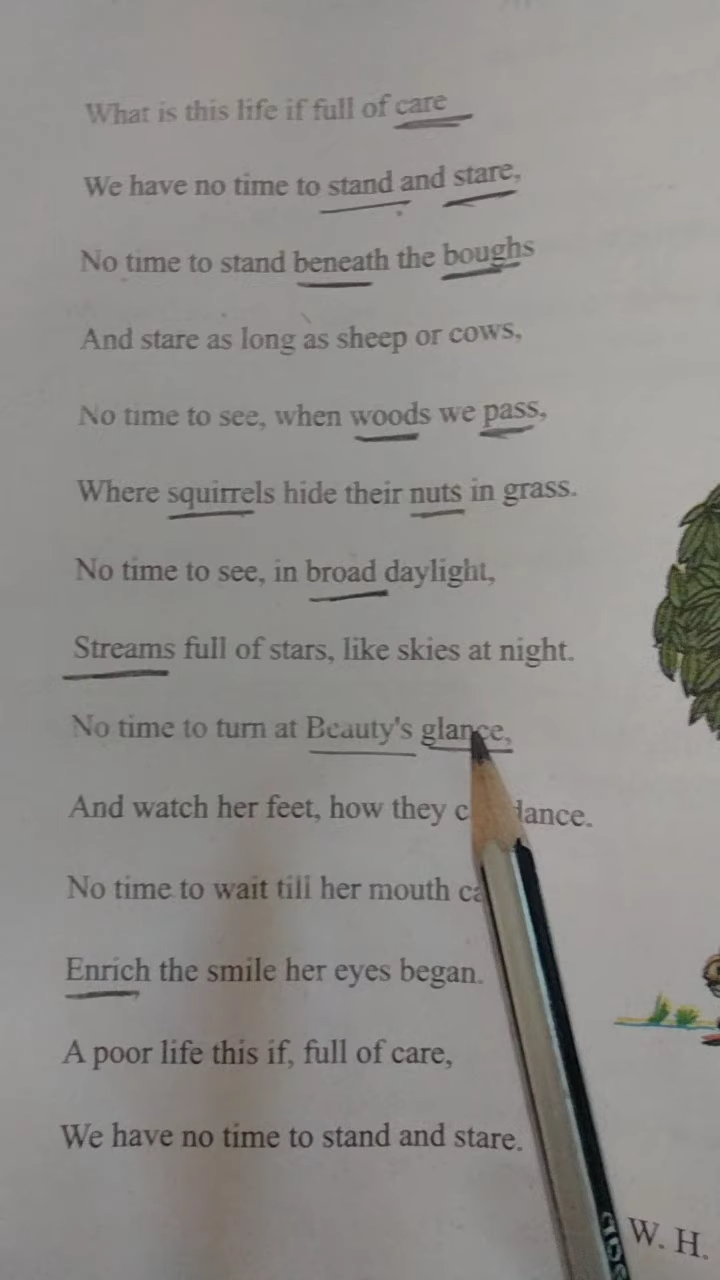 What is this life if full of care
We have no time to stand and stare,
No time to stand beneath the boughs
And stare as long as sheep or cows,
No time to see, when woods we pass,
Where squirrels hide their nuts in grass.
No time to see, in broad daylight,
Streams full of stars, like skies at night.
No time to turn at Beauty's glance,
And watch her feet, how they dance.
No time to wait till her mouth
Enrich the smile her eyes began.
A poor life this if, full of care,
We have no time to stand and stare.
W. H.